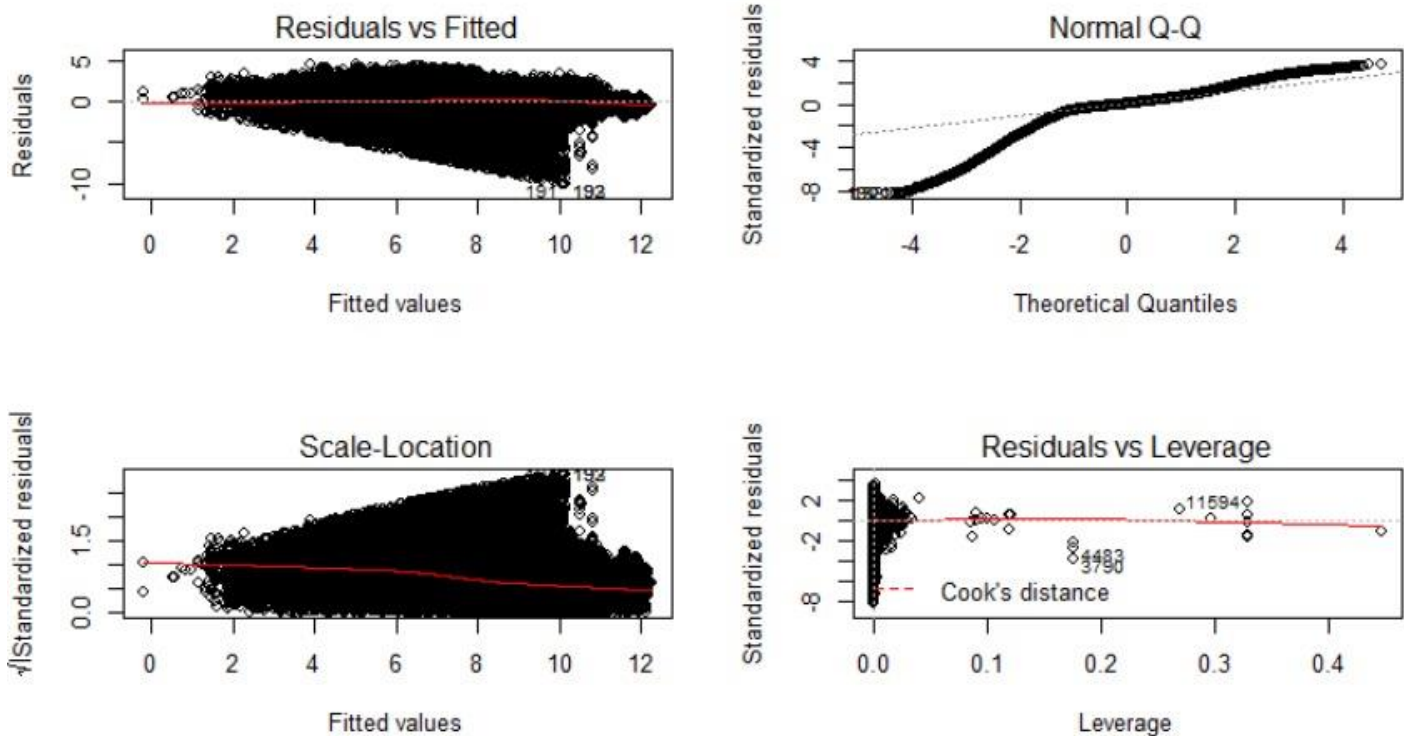 Residuals vs Fitted
Residuals
5
0
-10
191
0 2 4 6 8 10 12
Fitted values
Normal Q-Q
Standardized residuals
4
0
-4
-8
-4 -2 0 2 4
Theoretical Quantiles
Scale-Location
√|Standardized residuals|
1.5
0.0
0 2 4 6 8 10 12
Fitted values
Residuals vs Leverage
Standardized residuals
2
-2
-8
11594
4483
3790
Cook's distance
0.0 0.1 0.2 0.3 0.4
Leverage